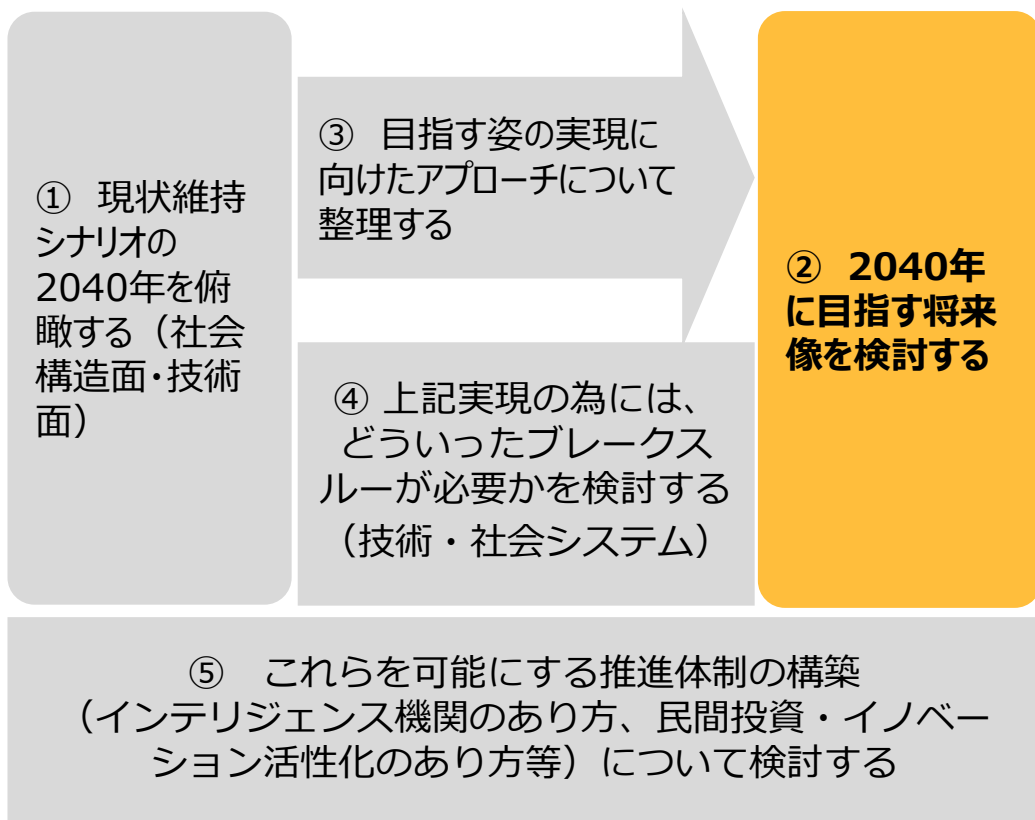 ① 現状維持
シナリオの
2040年を俯
瞰する（社会
構造面・技術
面）
③ 目指す姿の実現に
向けたアプローチについて
整理する
② 2040年
に目指す将来
像を検討する
④ 上記実現の為には、
どういったブレークス
ルーが必要かを検討する
（技術・社会システム）
⑤ これらを可能にする推進体制の構築
（インテリジェンス機関のあり方、民間投資・イノベー
ション活性化のあり方等）について検討する